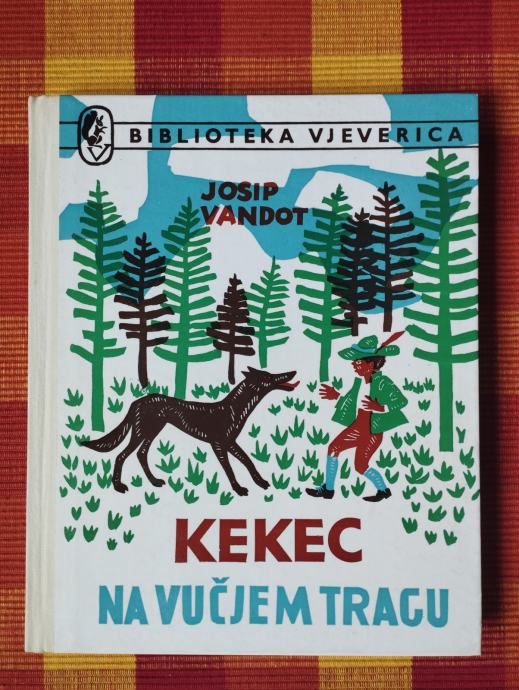 BIBLIOTEKA VJEVERICA
JOSIP
VANDOT
KEKEC
NA VUČJEM TRAGU